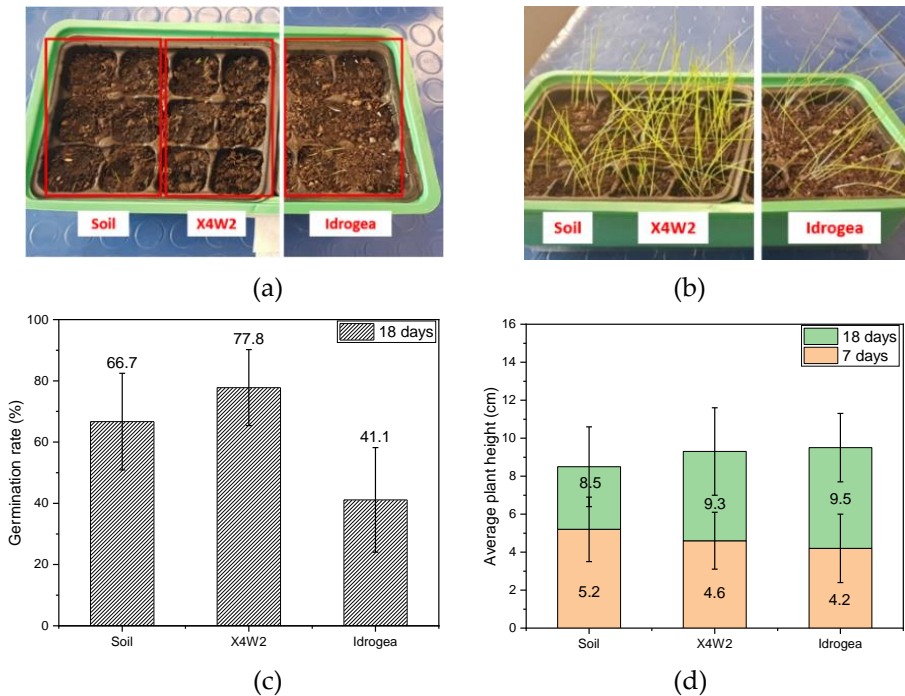 Soil
X4W2
Idrogea
(a)
Soil
X4W2
Idrogea
(b)
18 days
Germination rate (%)
100
80
60
40
20
0
66.7
77.8
41.1
Soil
X4W2
Idrogea
(c)
18 days
7 days
Average plant height (cm)
16
14
12
10
8
6
4
2
0
8.5
9.3
9.5
5.2
4.6
4.2
Soil
X4W2
Idrogea
(d)